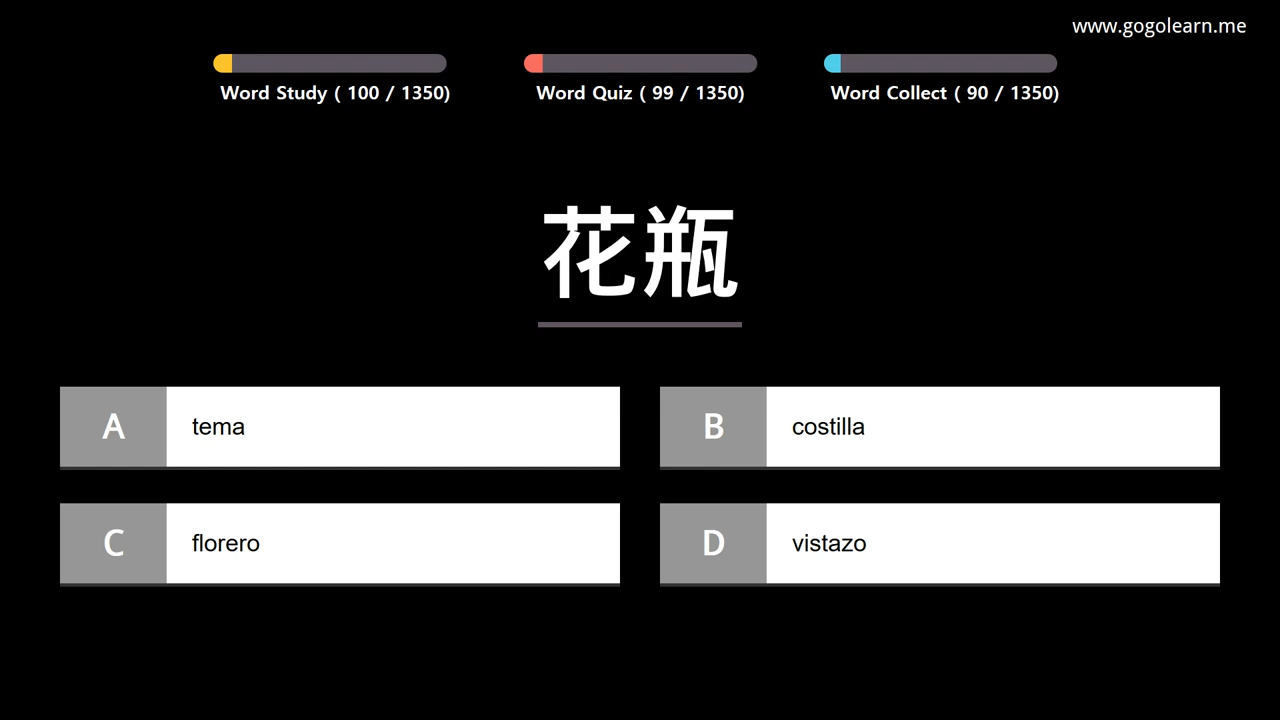 www.gogolearn.me
Word Study ( 100 / 1350)
Word Quiz ( 99 / 1350)
Word Collect ( 90 / 1350)
花瓶
A tema
B costilla
C florero
D vistazo